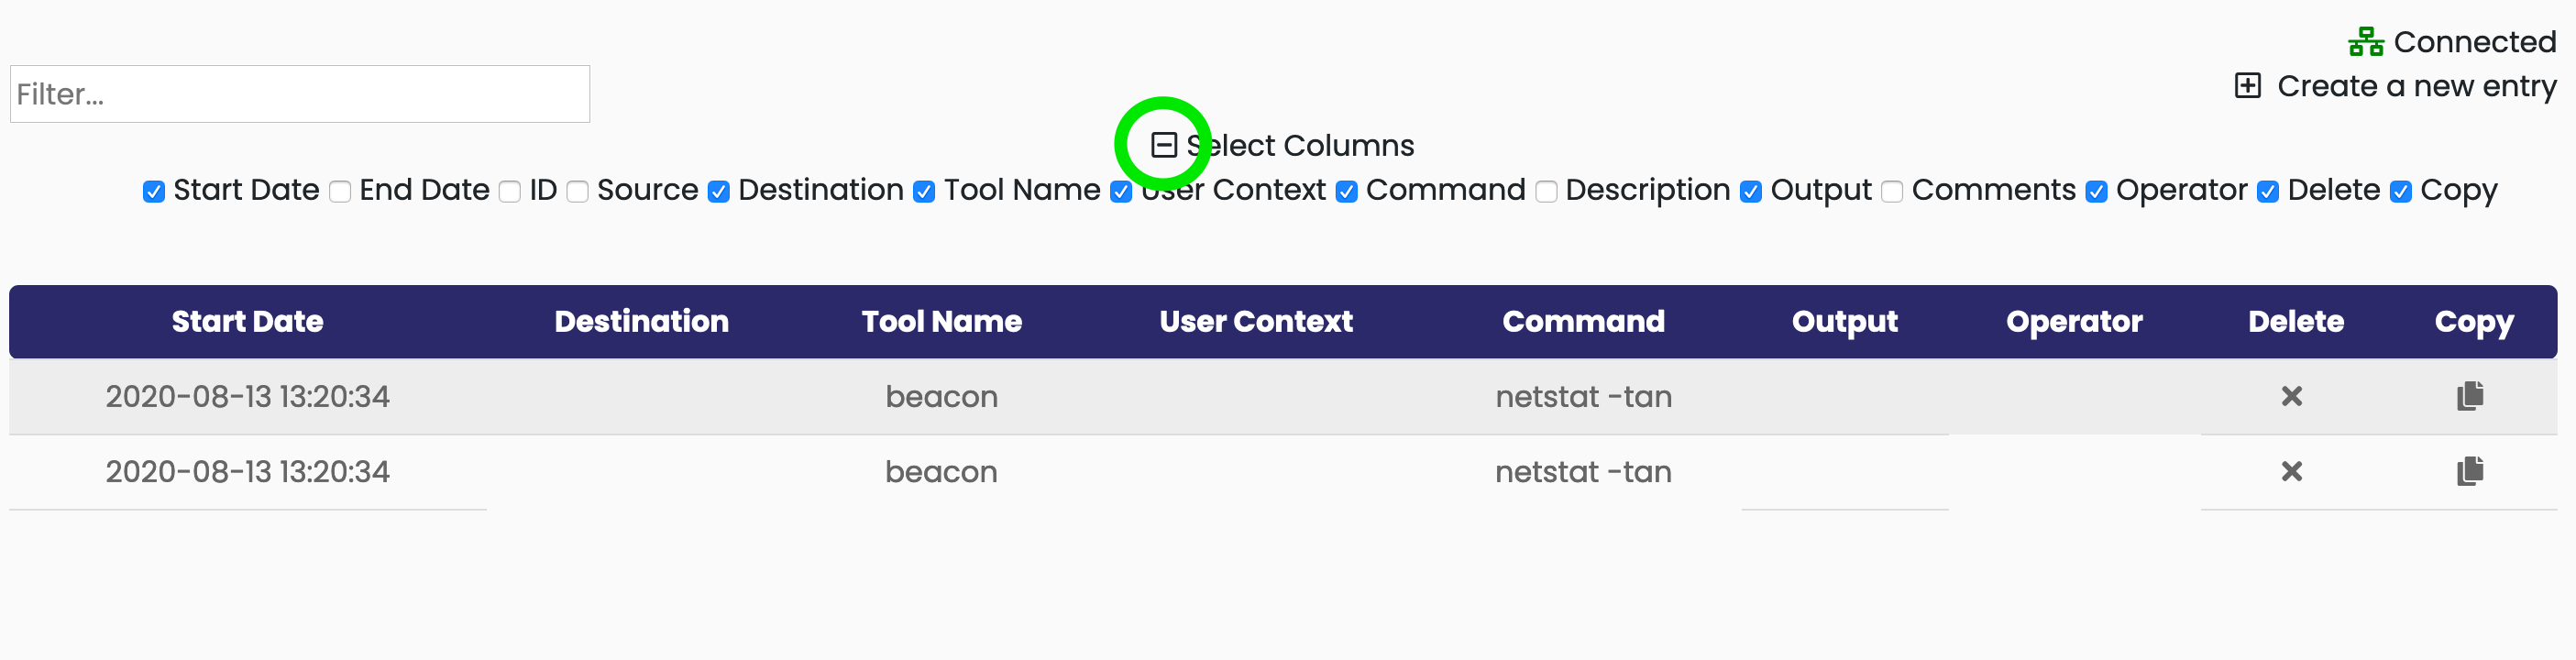 Connected
Filter...
Create a new entry
Select Columns
Start Date End Date ID Source Destination Tool Name User Context Command Description Output Comments Operator Delete Copy
Start Date Destination Tool Name User Context Command Output Operator Delete Copy
2020-08-13 13:20:34 beacon netstat -tan
2020-08-13 13:20:34 beacon netstat -tan